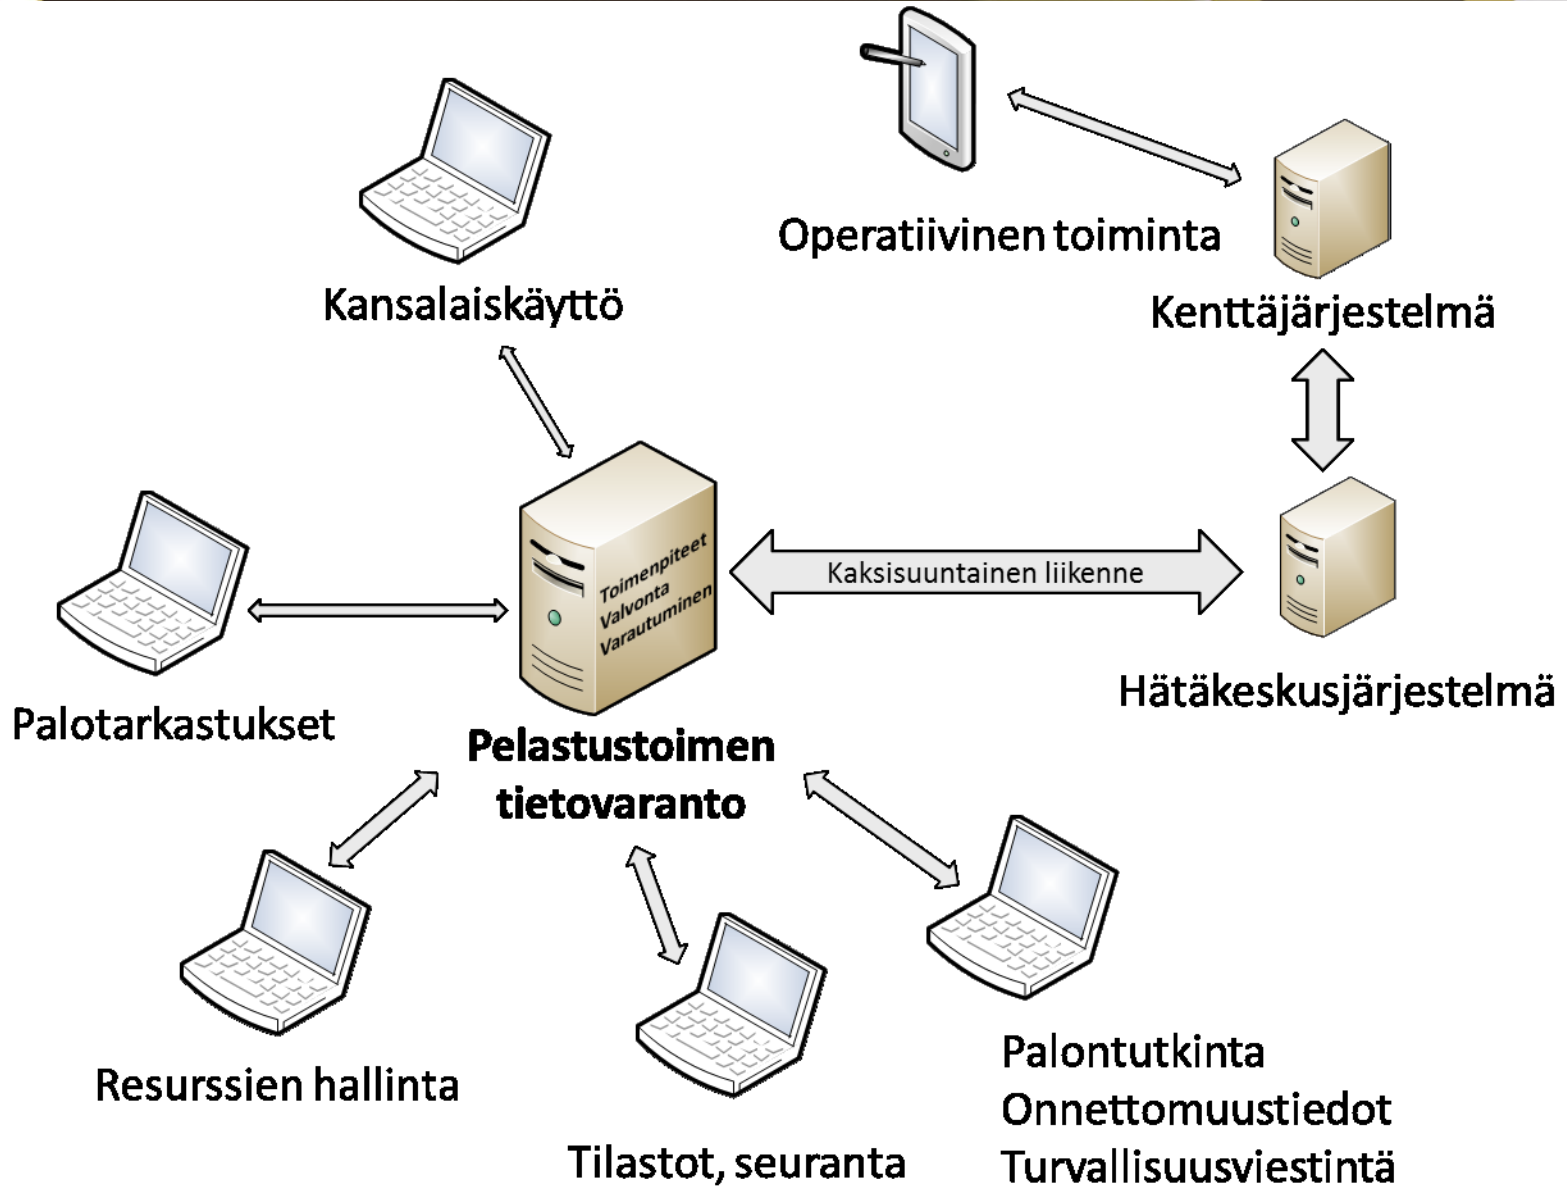 Operatiivinen toiminta
Kansalaiskäyttö
Kenttäjärjestelmä
Toimenpiteet
Valvonta
Varautuminen
Kaksisuuntainen liikenne
Hätäkeskusjärjestelmä
Palotarkastukset
Pelastustoimen
tietovaranto
Resurssien hallinta
Tilastot, seuranta
Palontutkinta
Onnettomuustiedot
Turvallisuusviestintä